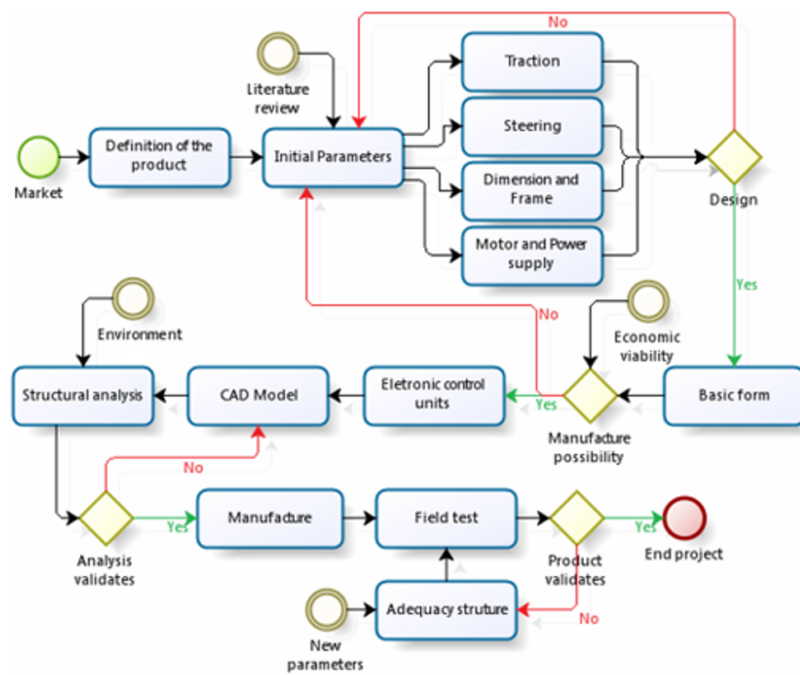 No
Traction
Literature
review
Steering
Market
Definition of the
product
Initial Parameters
Dimension and
Frame
Design
Motor and Power
supply
Yes
Environment
No
Economic
viability
Structural analysis
CAD Model
Eletronic control
units
Yes
Manufacture
possibility
Basic form
No
Analysis
validates
Yes
Manufacture
Field test
Product
validates
Yes
End project
No
New
parameters
Adequacy struture